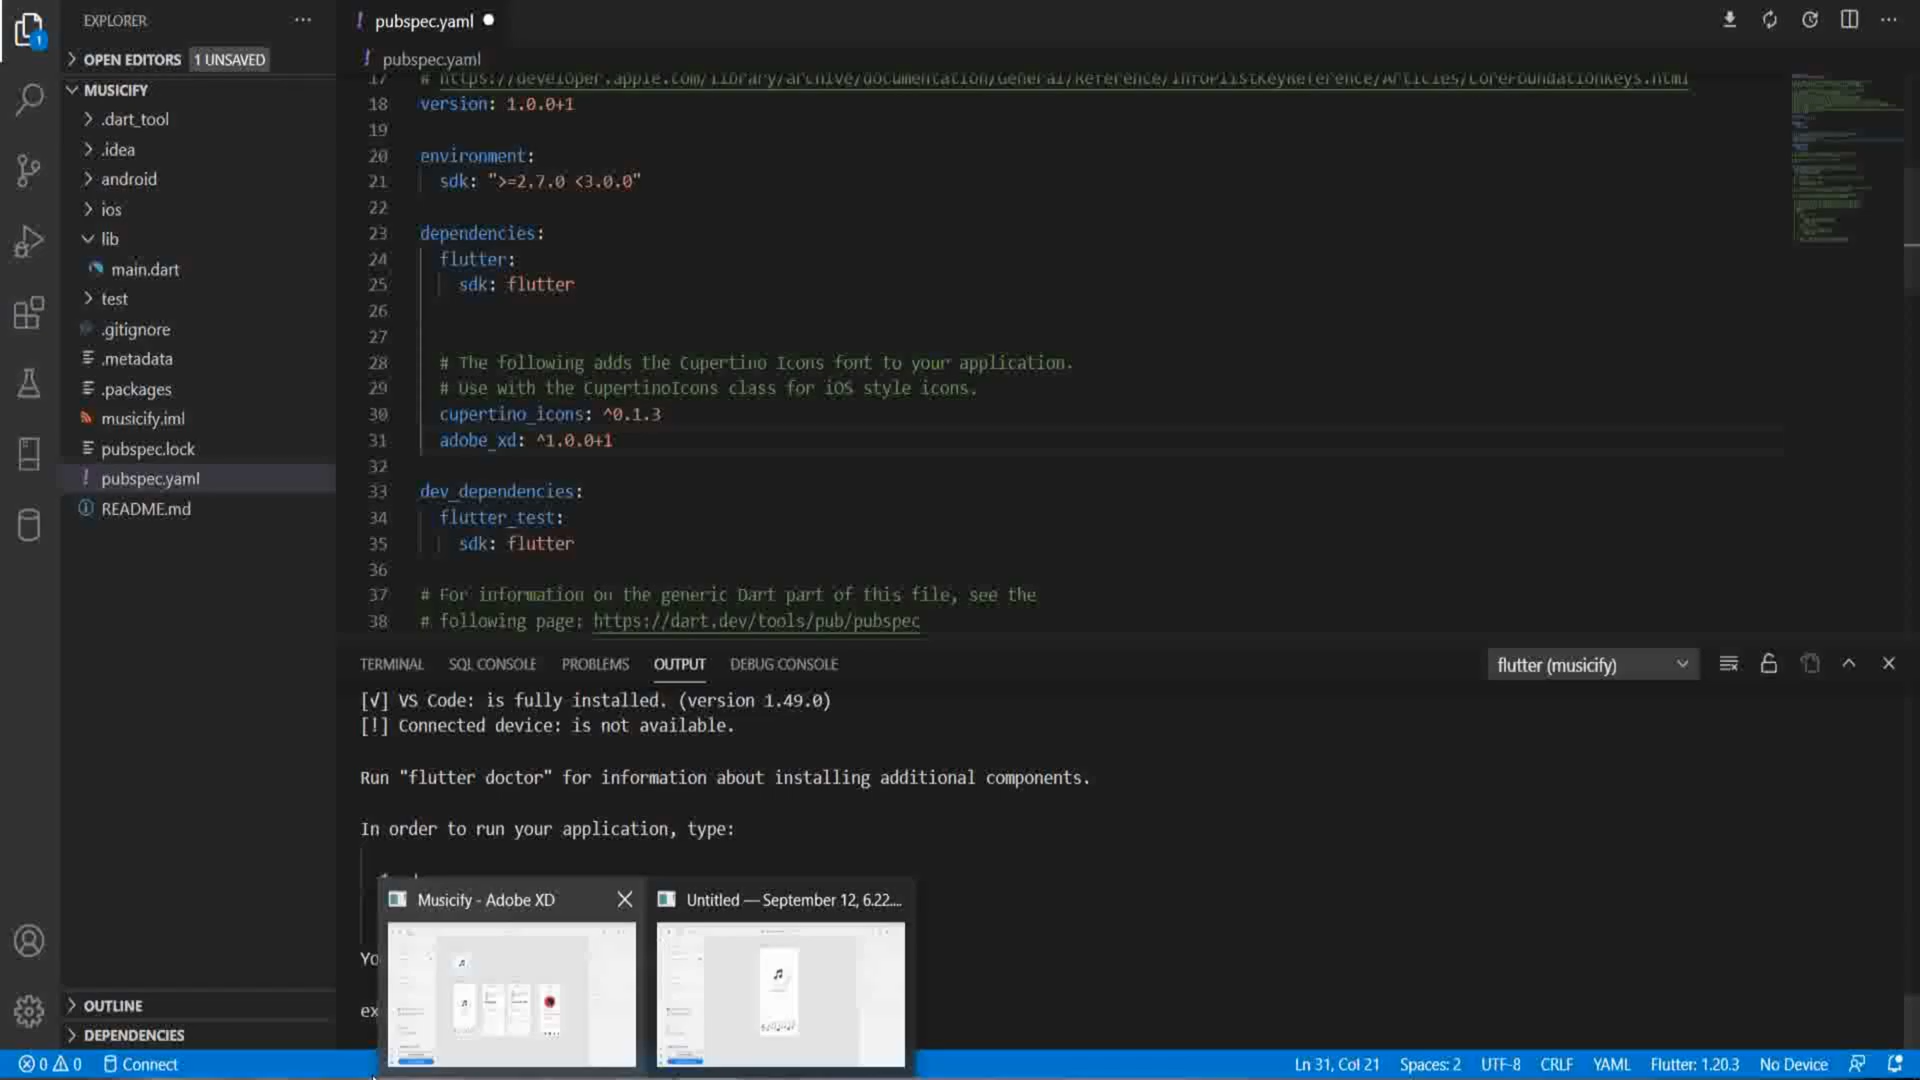 EXPLORER
OPEN EDITORS 1 UNSAVED
MUSICIFY
.dart_tool
.idea
android
ios
lib
main.dart
test
.gitignore
.metadata
.packages
musicify.iml
pubspec.lock
pubspec.yaml
README.md
OUTLINE
DEPENDENCIES
! pubspec.yaml
! pubspec.yaml
17 # https://developer.apple.com/library/archive/documentation/General/Reference/InfoPlistKeyReference/Articles/CoreFoundationKeys.html
18 version: 1.0.0+1
19
20 environment:
21 sdk: ">=2.7.0 <3.0.0"
22
23 dependencies:
24 flutter:
25 sdk: flutter
26
27
28 # The following adds the Cupertino Icons font to your application.
29 # Use with the CupertinoIcons class for iOS style icons.
30 cupertino_icons: ^0.1.3
31 adobe_xd: ^1.0.0+1
32
33 dev_dependencies:
34 flutter_test:
35 sdk: flutter
36
37 # For information on the generic Dart part of this file, see the
38 # following page: https://dart.dev/tools/pub/pubspec
TERMINAL SQL CONSOLE PROBLEMS OUTPUT DEBUG CONSOLE flutter (musicify)
[√] VS Code: is fully installed. (version 1.49.0)
[!] Connected device: is not available.
Run "flutter doctor" for information about installing additional components.
In order to run your application, type:
Yo
ex
Musicify - Adobe XD
Untitled — September 12, 6.22....
0 0 Connect Ln 31, Col 21 Spaces: 2 UTF-8 CRLF YAML Flutter: 1.20.3 No Device